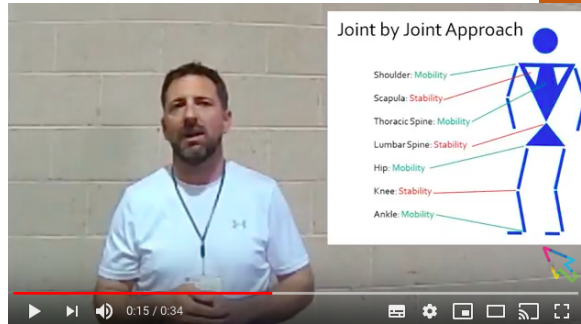 Joint by Joint Approach
Shoulder: Mobility
Scapula: Stability
Thoracic Spine: Mobility
Lumbar Spine: Stability
Hip: Mobility
Knee: Stability
Ankle: Mobility
0:15 / 0:34